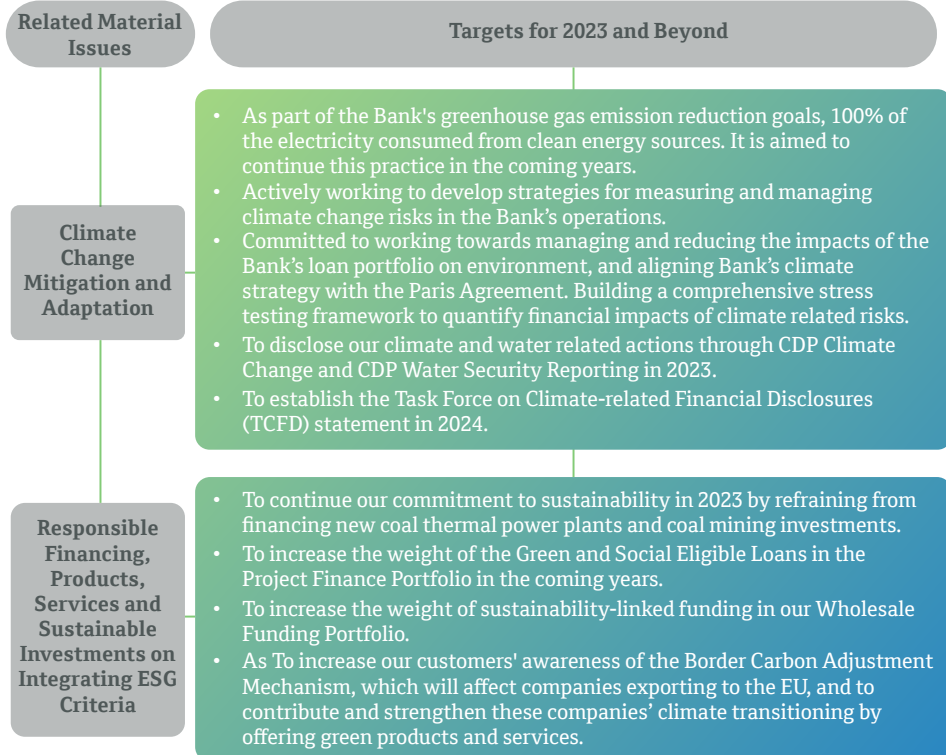 Related Material
Issues
Targets for 2023 and Beyond
Climate
Change
Mitigation and
Adaptation
• As part of the Bank's greenhouse gas emission reduction goals, 100% of
the electricity consumed from clean energy sources. It is aimed to
continue this practice in the coming years.
• Actively working to develop strategies for measuring and managing
climate change risks in the Bank’s operations.
• Committed to working towards managing and reducing the impacts of the
Bank’s loan portfolio on environment, and aligning Bank’s climate
strategy with the Paris Agreement. Building a comprehensive stress
testing framework to quantify financial impacts of climate related risks.
• To disclose our climate and water related actions through CDP Climate
Change and CDP Water Security Reporting in 2023.
• To establish the Task Force on Climate-related Financial Disclosures
(TCFD) statement in 2024.
Responsible
Financing,
Products,
Services and
Sustainable
Investments on
Integrating ESG
Criteria
• To continue our commitment to sustainability in 2023 by refraining from
financing new coal thermal power plants and coal mining investments.
• To increase the weight of the Green and Social Eligible Loans in the
Project Finance Portfolio in the coming years.
• To increase the weight of sustainability-linked funding in our Wholesale
Funding Portfolio.
• As To increase our customers' awareness of the Border Carbon Adjustment
Mechanism, which will affect companies exporting to the EU, and to
contribute and strengthen these companies’ climate transitioning by
offering green products and services.